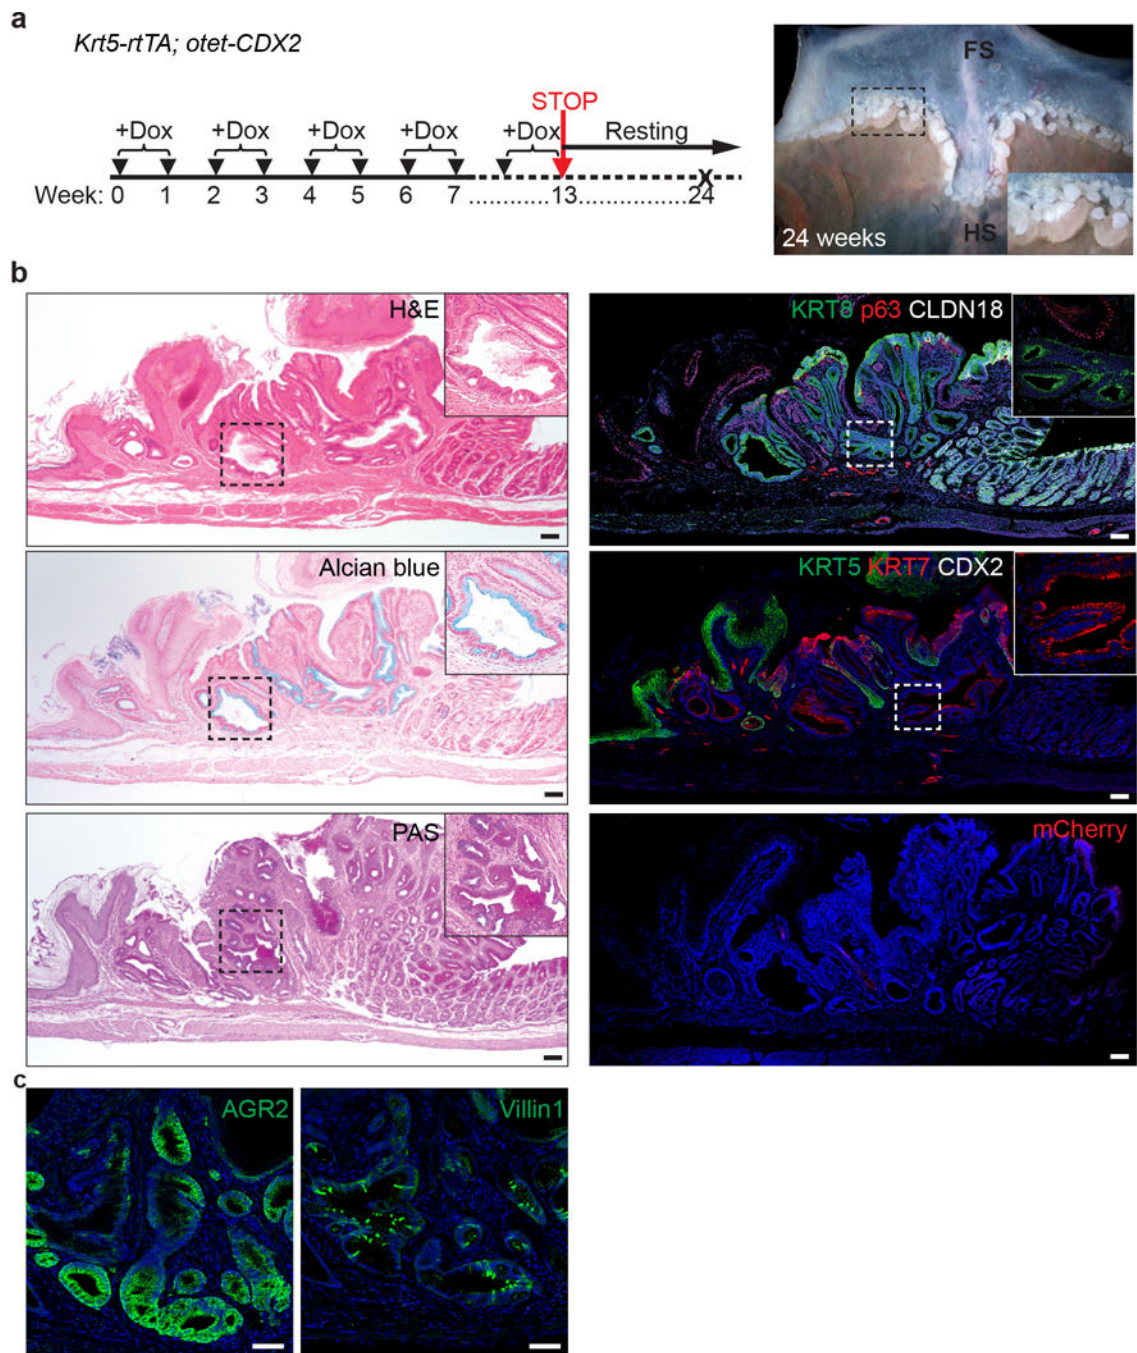 a
Krt5-rtTA; otet-CDX2
STOP
+Dox +Dox +Dox +Dox +Dox Resting
Week: 0 1 2 3 4 5 6 7 ...........13................24
X
FS
HS
24 weeks
b
H&E
KRT8 p63 CLDN18
Alcian blue
KRT5 KRT7 CDX2
PAS
mCherry
c
AGR2
Villin1